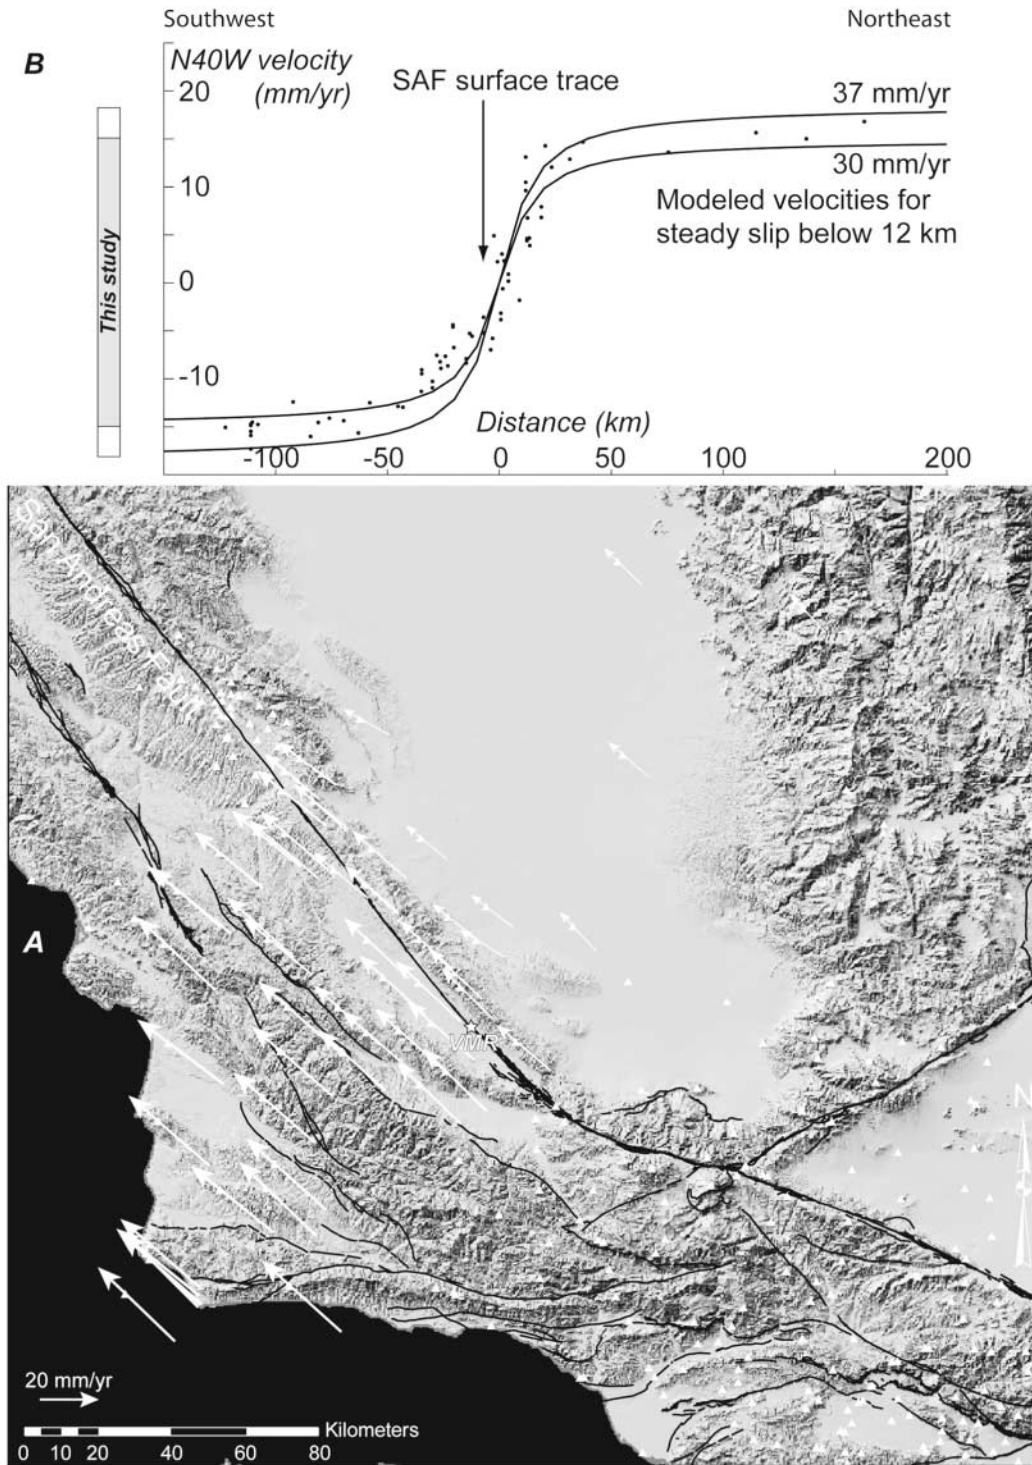 Southwest
Northeast
B
N40W velocity
(mm/yr)
SAF surface trace
20
37 mm/yr
10
30 mm/yr
Modeled velocities for
steady slip below 12 km
This study
0
-10
Distance (km)
-100
-50
0
50
100
200
San Andreas Fault
A
VMR
N
20 mm/yr
Kilometers
0 10 20 40 60 80